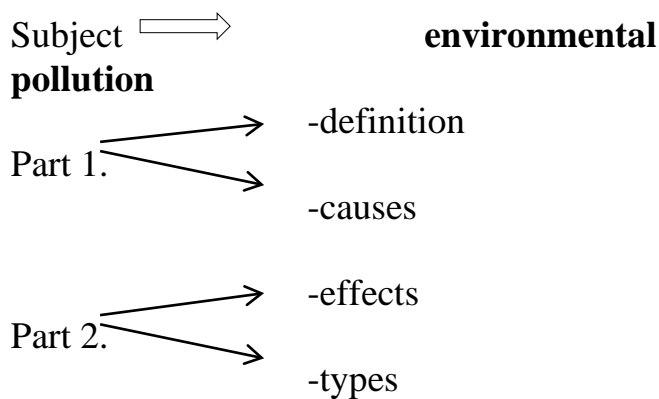 Subject environmental
pollution
-definition
Part 1.
-causes
-effects
Part 2.
-types